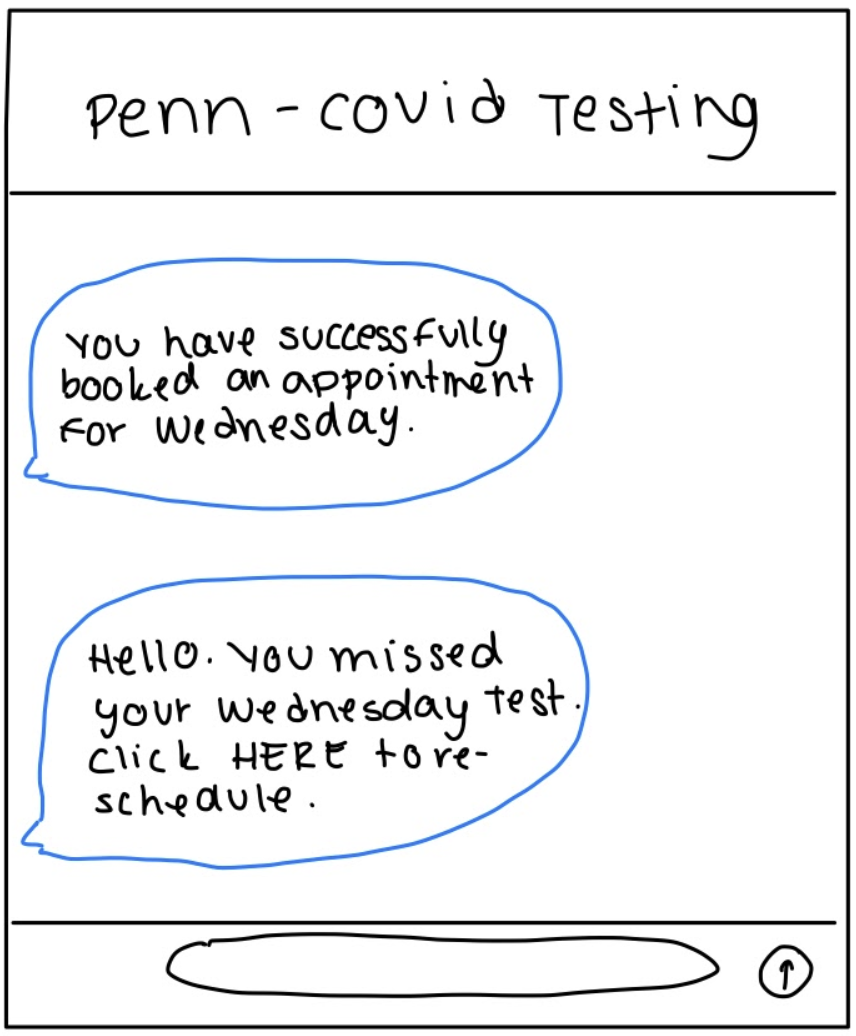 Penn - covid Testing
You have successfully
booked an appointment
for Wednesday.
Hello. You missed
your Wednesday test.
Click HERE to re-
schedule.